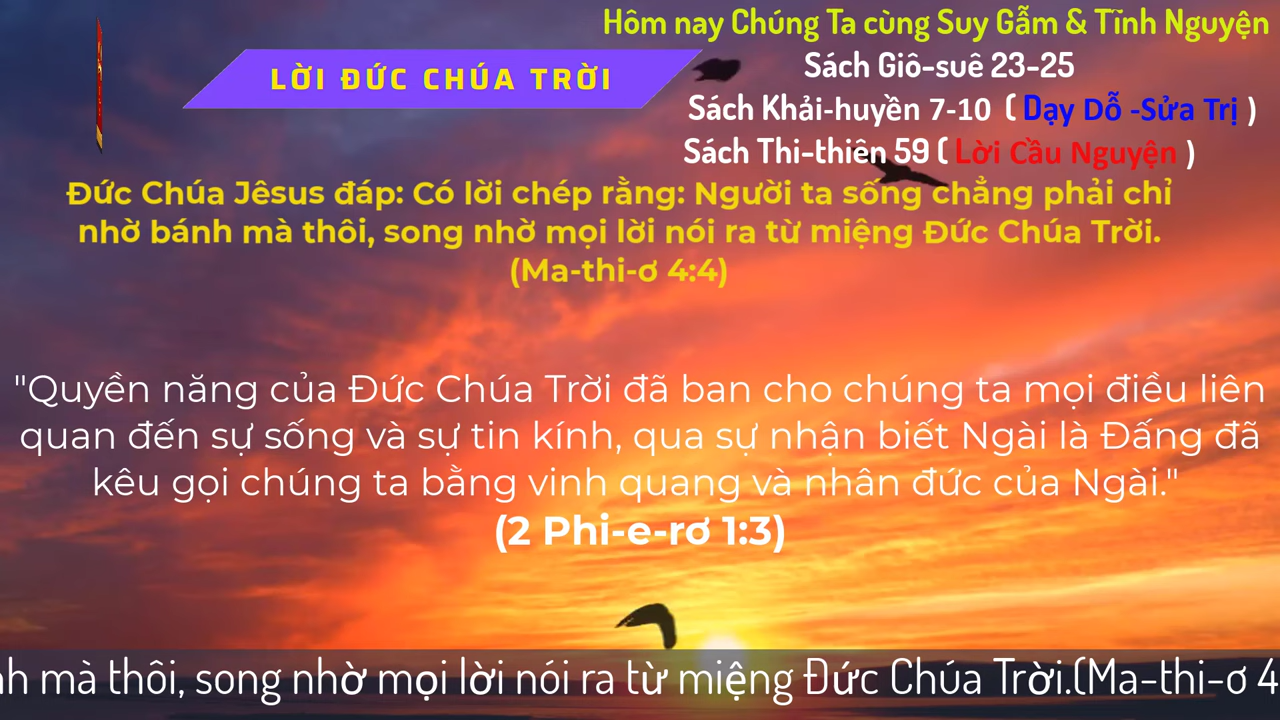 Hôm nay Chúng Ta cùng Suy Gẫm & Tĩnh Nguyện
LỜI ĐỨC CHÚA TRỜI
Sách Giô-suê 23-25
Sách Khải-huyền 7-10 ( Dạy Dỗ -Sửa Trị )
Sách Thi-thiên 59 ( Lời Cầu Nguyện )
Đức Chúa Jêsus đáp: Có lời chép rằng: Người ta sống chẳng phải chỉ
nhờ bánh mà thôi, song nhờ mọi lời nói ra từ miệng Đức Chúa Trời.
(Ma-thi-ơ 4:4)
"Quyền năng của Đức Chúa Trời đã ban cho chúng ta mọi điều liên
quan đến sự sống và sự tin kính, qua sự nhận biết Ngài là Đấng đã
kêu gọi chúng ta bằng vinh quang và nhân đức của Ngài."
(2 Phi-e-rơ 1:3)
mà thôi, song nhờ mọi lời nói ra từ miệng Đức Chúa Trời.(Ma-thi-ơ 4